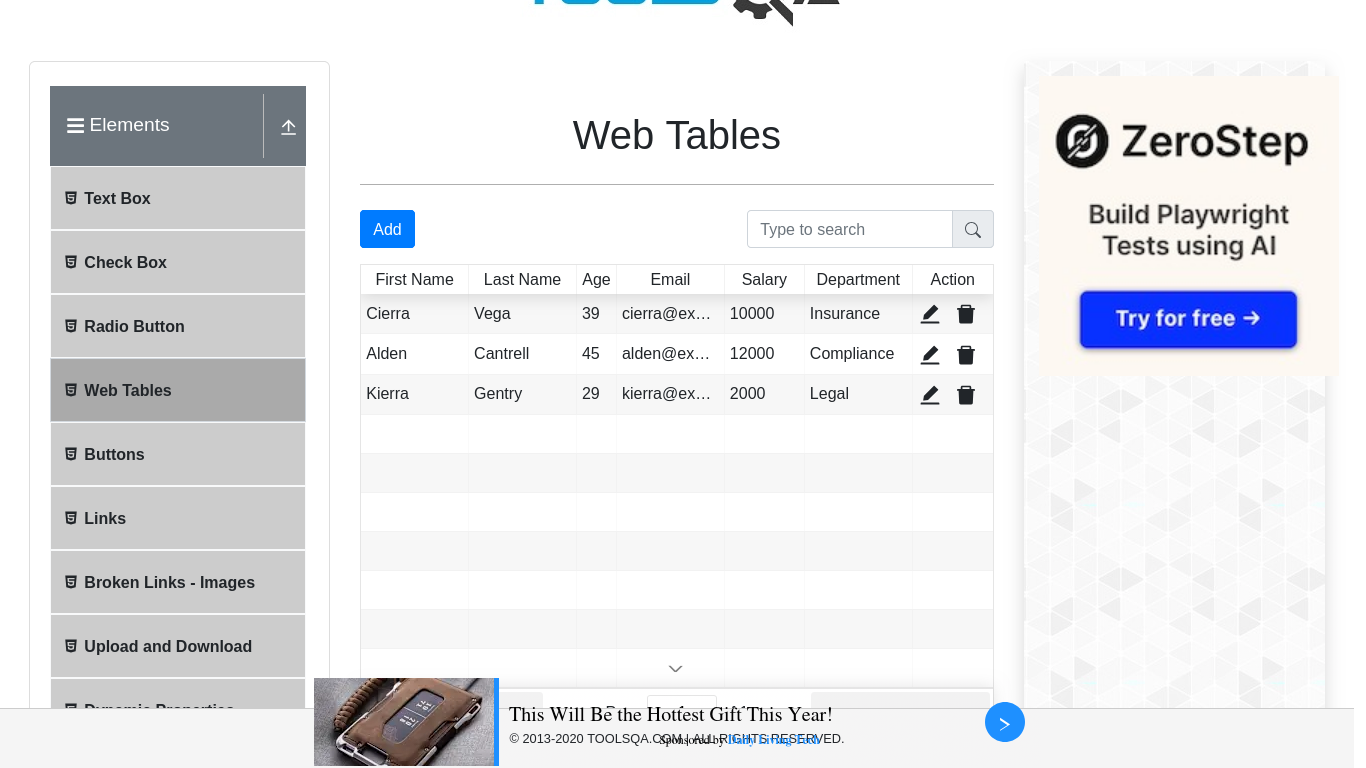 Elements
Text Box
Check Box
Radio Button
Web Tables
Buttons
Links
Broken Links - Images
Upload and Download
Web Tables
Add
Type to search
First Name Last Name Age Email Salary Department Action
Cierra Vega 39 cierra@ex... 10000 Insurance
Alden Cantrell 45 alden@ex... 12000 Compliance
Kierra Gentry 29 kierra@ex... 2000 Legal
ZeroStep
Build Playwright
Tests using AI
Try for free →
This Will Be the Hottest Gift This Year!
© 2013-2020 TOOLSQA.COM | ALL RIGHTS RESERVED.
Sponsored by